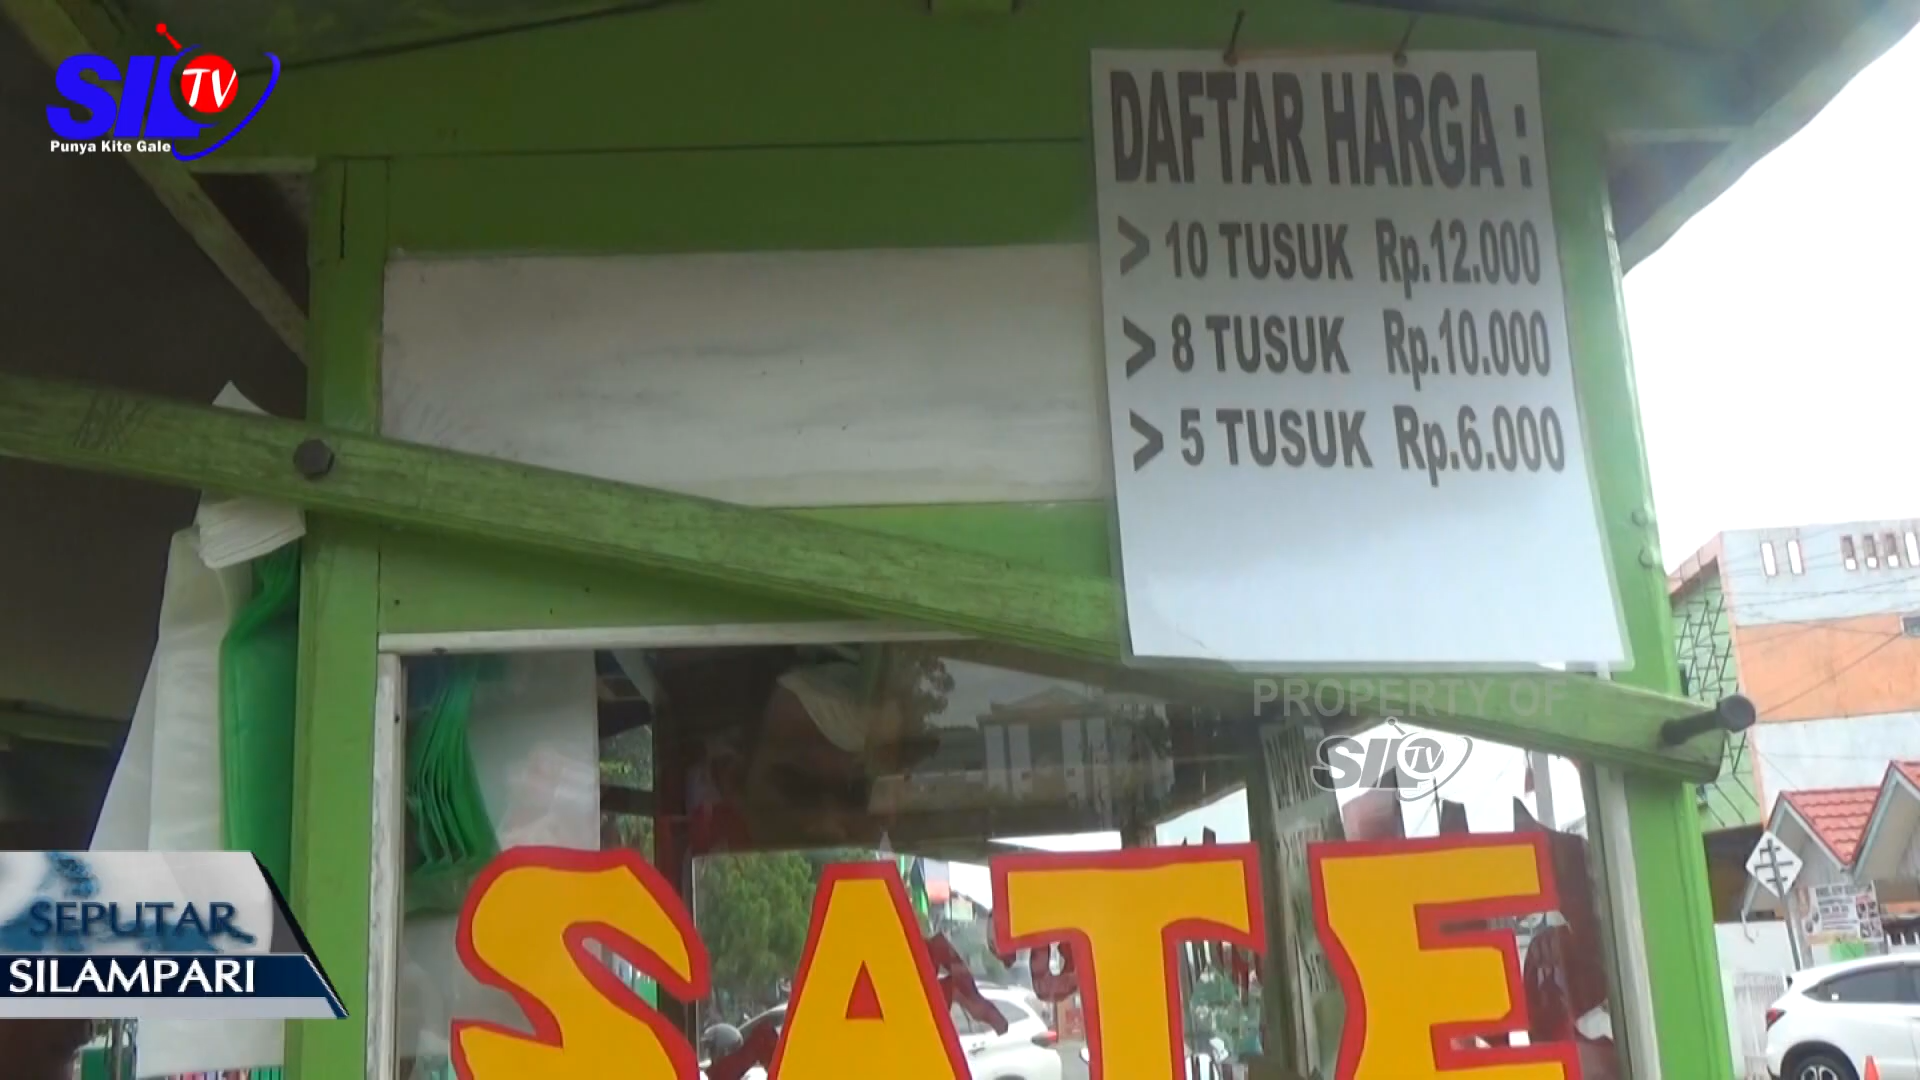 SIL TV
Punya Kite Gale
DAFTAR HARGA :
> 10 TUSUK Rp.12.000
> 8 TUSUK Rp.10.000
> 5 TUSUK Rp.6.000
PROPERTY OF
SIL TV
SATE
SEPUTAR
SILAMPARI